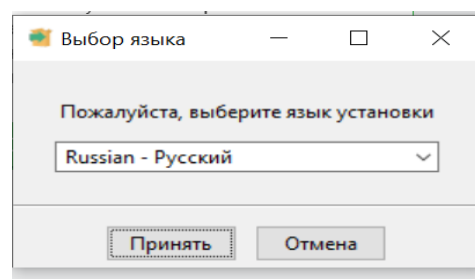 Выбор языка
Пожалуйста, выберите язык установки
Russian - Русский
Принять Отмена